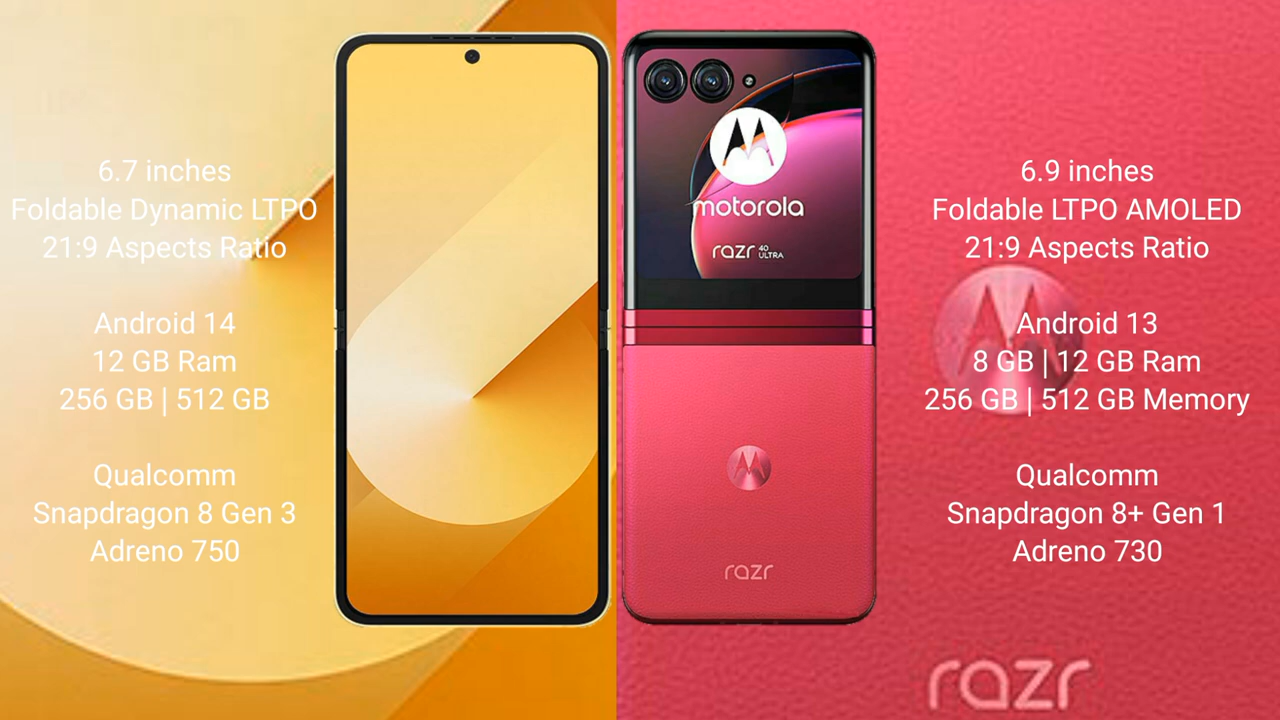 6.7 inches
Foldable Dynamic LTPO
21:9 Aspects Ratio
Android 14
12 GB Ram
256 GB | 512 GB
Qualcomm
Snapdragon 8 Gen 3
Adreno 750
motorola
razr 40 ULTRA
razr
6.9 inches
Foldable LTPO AMOLED
21:9 Aspects Ratio
Android 13
8 GB | 12 GB Ram
256 GB | 512 GB Memory
Qualcomm
Snapdragon 8+ Gen 1
Adreno 730
razr